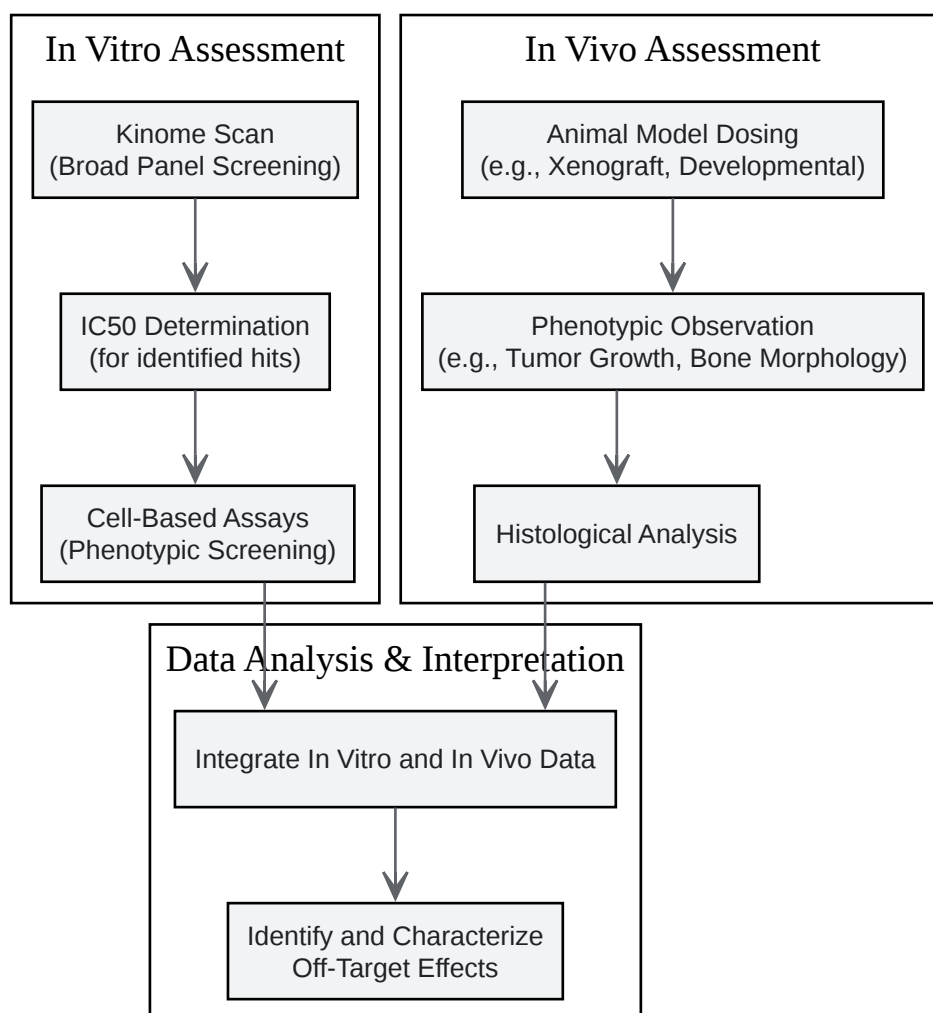 In Vitro Assessment
Kinome Scan
(Broad Panel Screening)
IC50 Determination
(for identified hits)
Cell-Based Assays
(Phenotypic Screening)
In Vivo Assessment
Animal Model Dosing
(e.g., Xenograft, Developmental)
Phenotypic Observation
(e.g., Tumor Growth, Bone Morphology)
Histological Analysis
Data Analysis & Interpretation
Integrate In Vitro and In Vivo Data
Identify and Characterize
Off-Target Effects